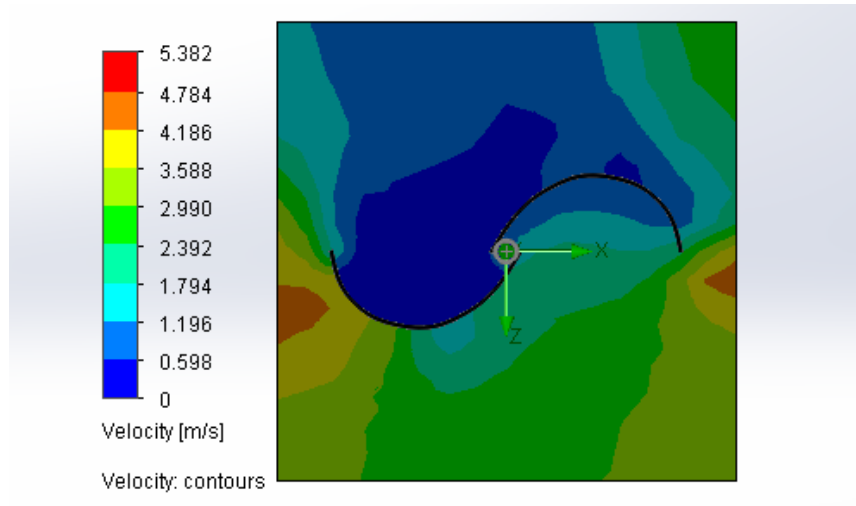 5.382
4.784
4.186
3.588
2.990
2.392
1.794
1.196
0.598
0
Velocity [m/s]
Velocity: contours
X
Z